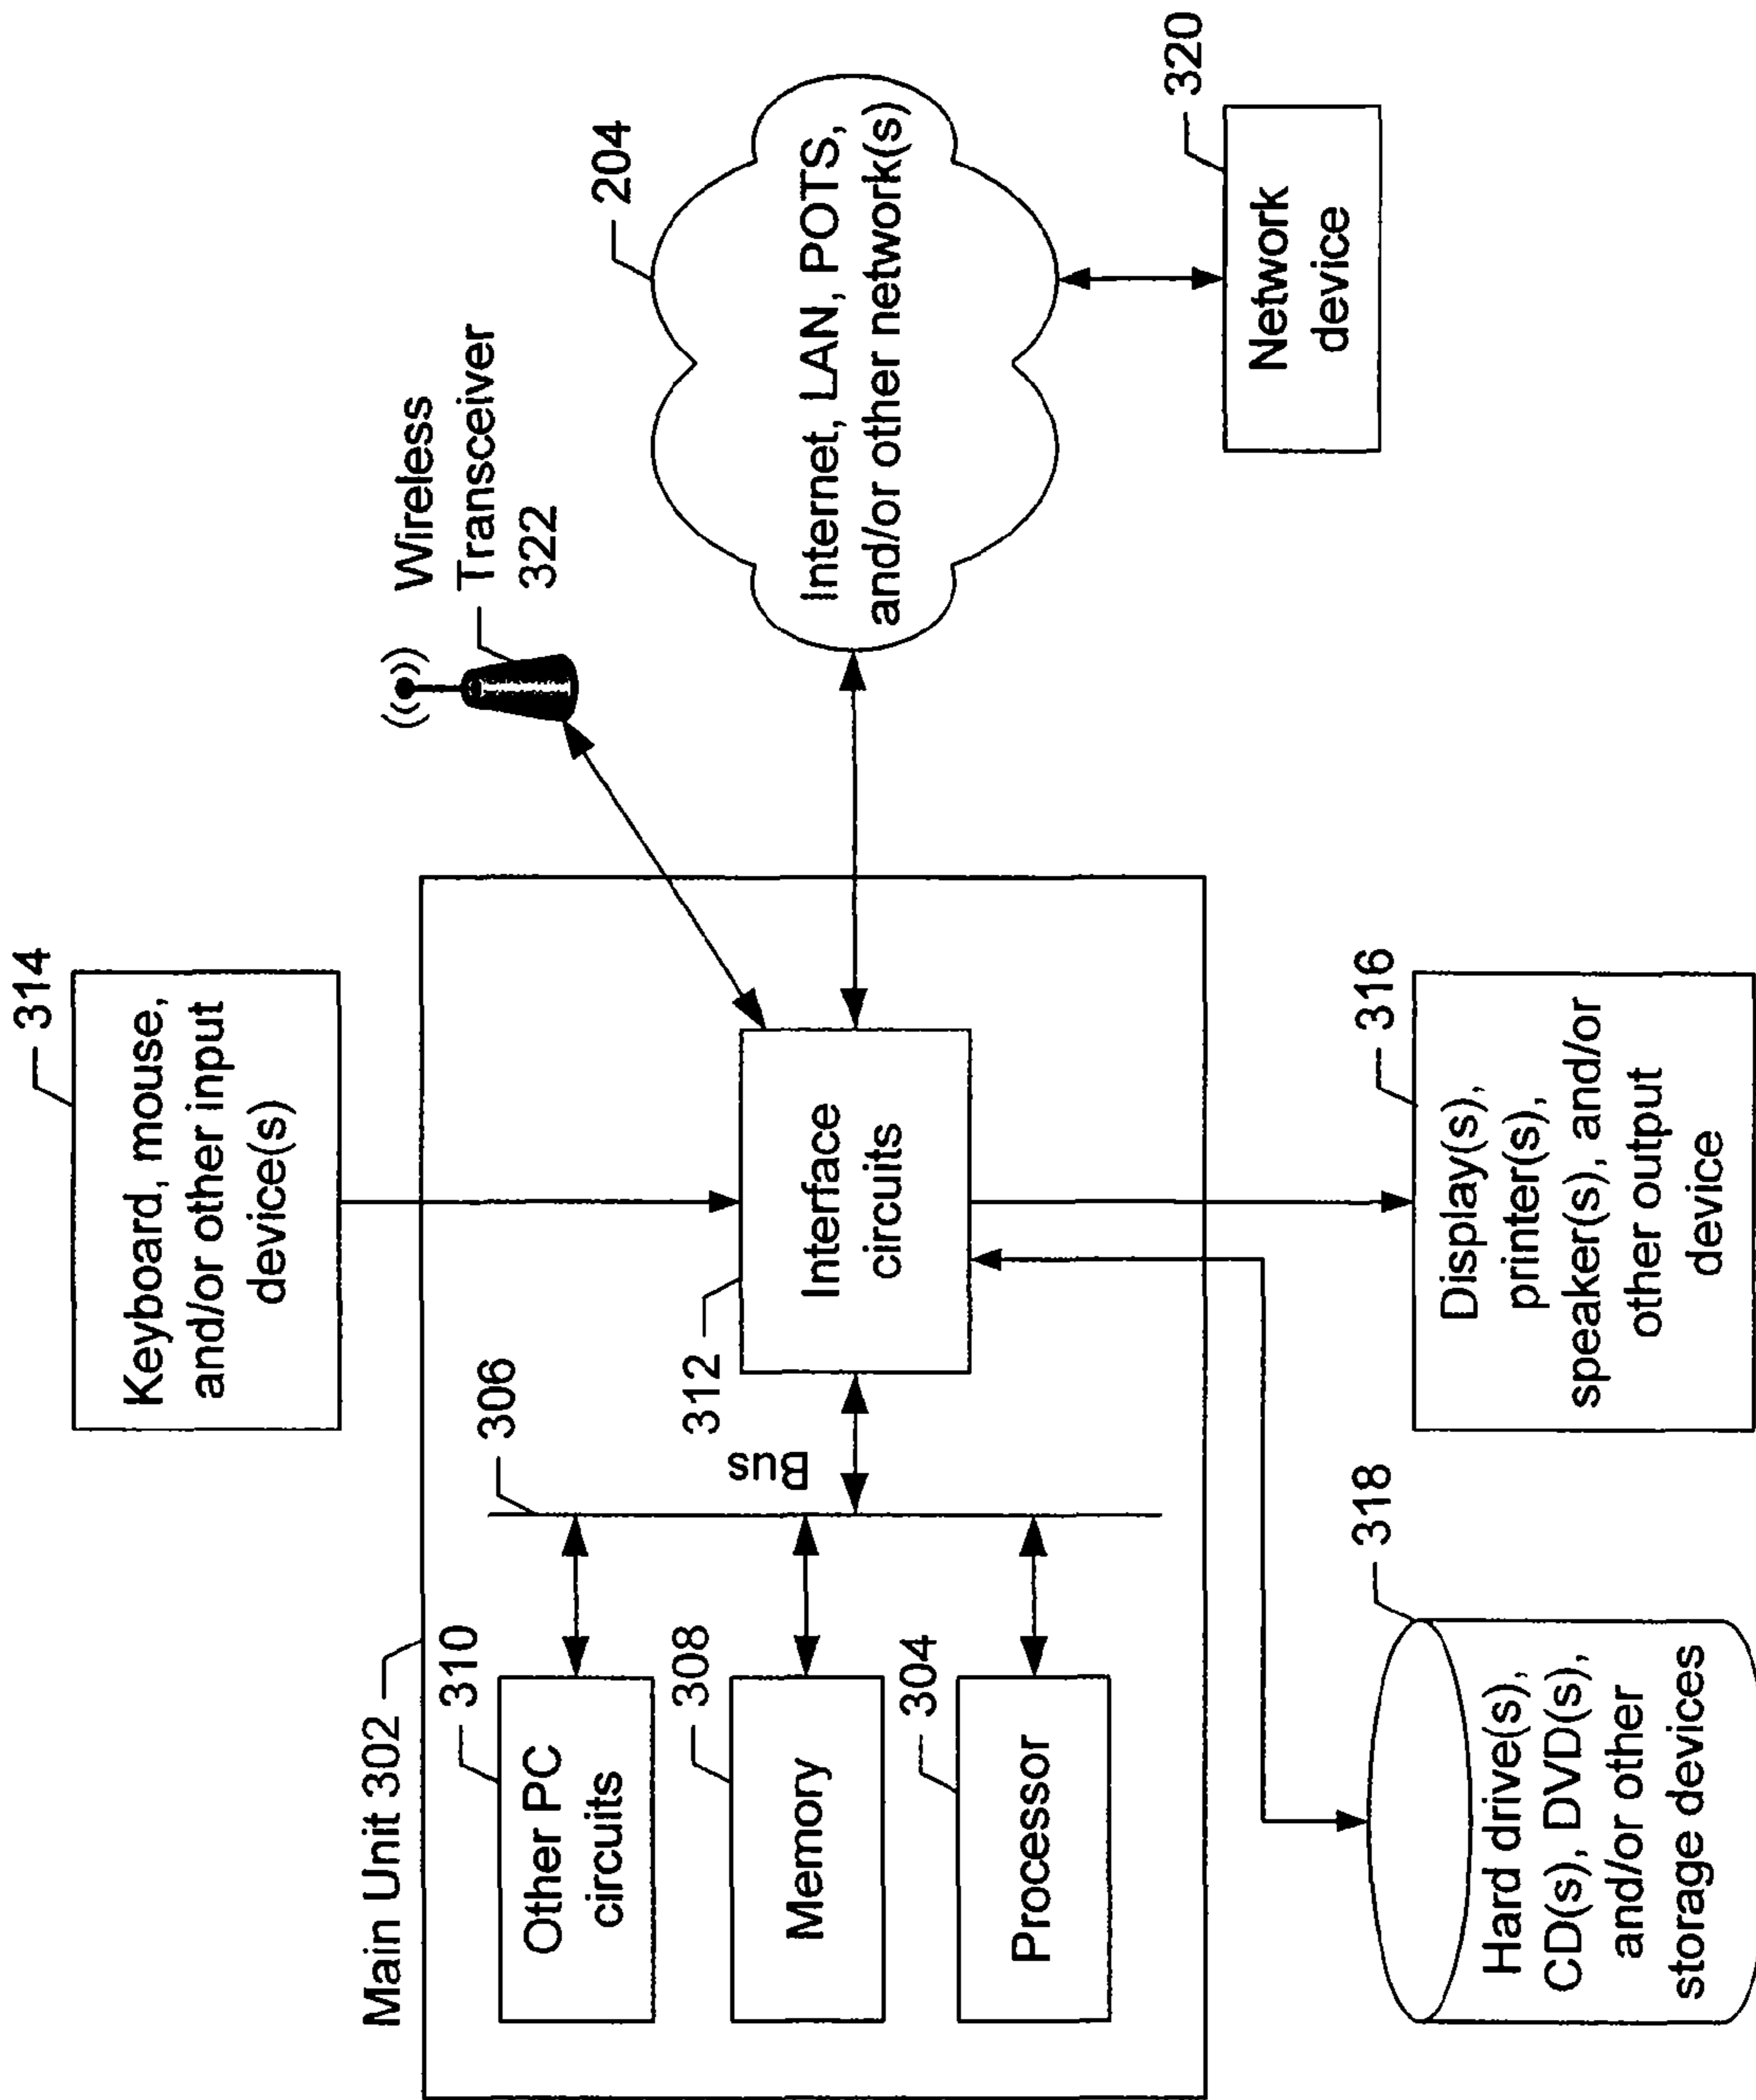 314
Keyboard, mouse,
and/or other input
device(s)
Wireless
Transceiver
322
204
Internet, LAN, POTS,
and/or other network(s)
320
Network
device
Main Unit 302
310
Other PC
circuits
308
Memory
304
Processor
306
Bus
312
Interface
circuits
318
Hard drive(s),
CD(s), DVD(s),
and/or other
storage devices
316
Display(s),
printer(s),
speaker(s), and/or
other output
device